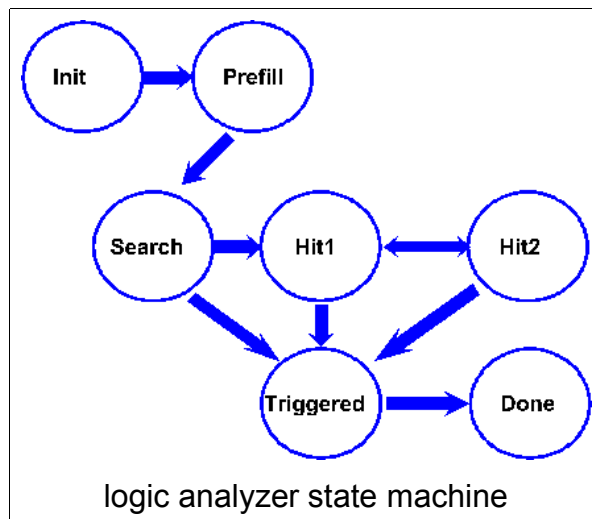 Init
Prefill
Search
Hit1
Hit2
Triggered
Done
logic analyzer state machine